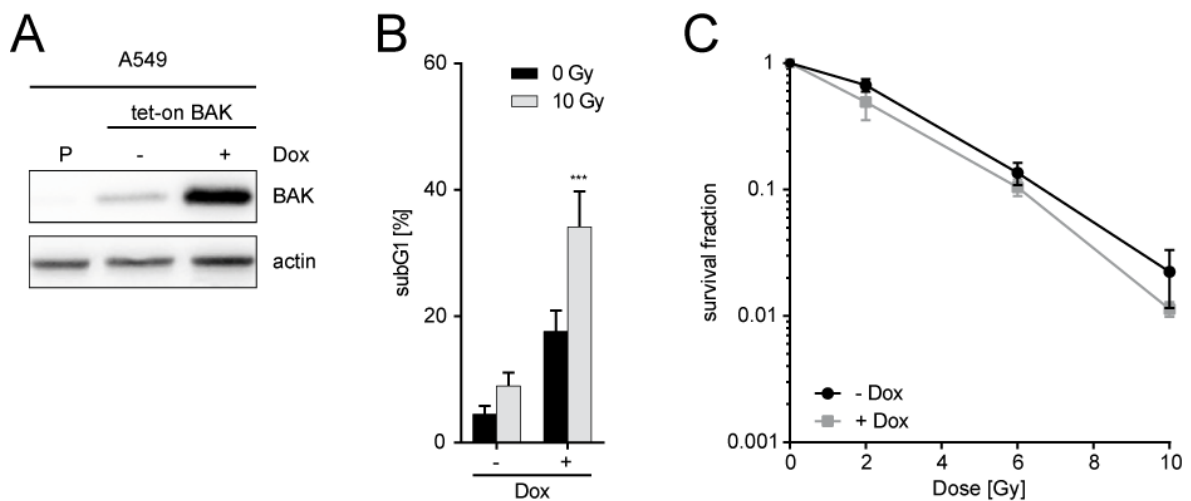 A
A549
tet-on BAK
P - + Dox
BAK
actin
B
60
40
20
0
subG1 [%]
0 Gy
10 Gy
***
- +
Dox
C
1
0.1
0.01
0.001
survival fraction
- Dox
+ Dox
0 2 4 6 8 10
Dose [Gy]